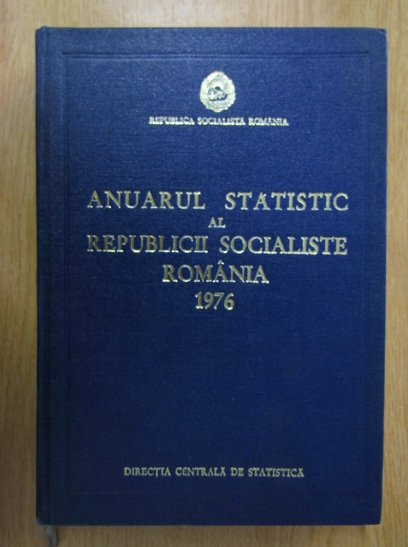 REPUBLICA SOCIALISTĂ ROMÂNIA
ANUARUL STATISTIC
AL
REPUBLICII SOCIALISTE
ROMÂNIA
1976
DIRECȚIA CENTRALĂ DE STATISTICĂ